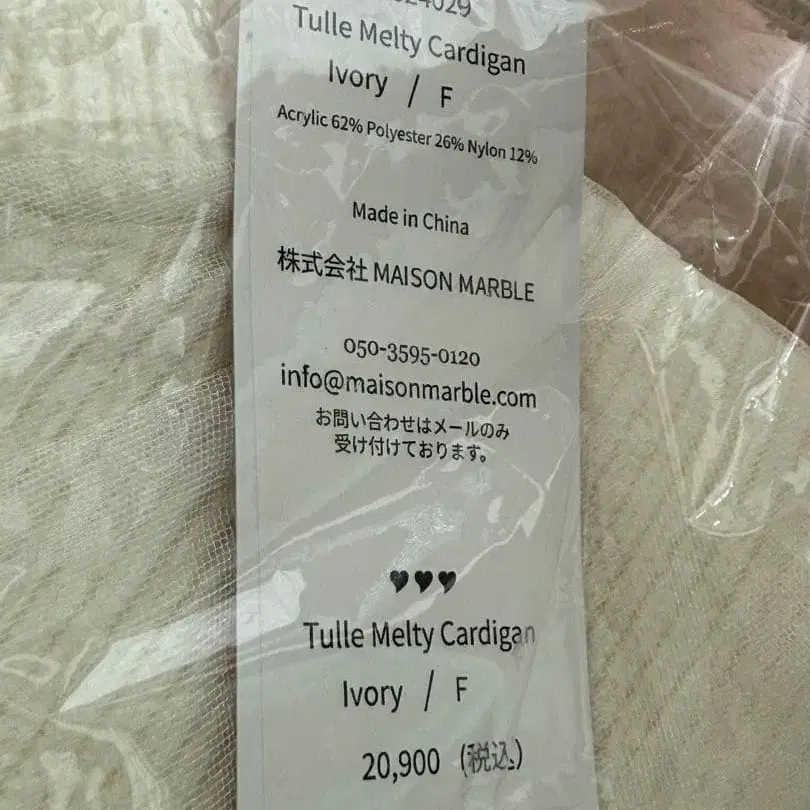 Tulle Melty Cardigan
Ivory / F
Acrylic 62% Polyester 26% Nylon 12%
Made in China
株式会社 MAISON MARBLE
050-3595-0120
info@maisonmarble.com
お問い合わせはメールのみ
受け付けております。
♥♥♥
Tulle Melty Cardigan
Ivory / F
20,900 (税込)